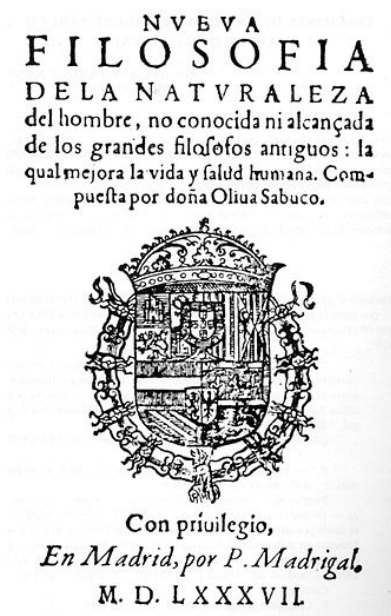 NVEVA
FILOSOFIA
DE LA NATVRALEZA
del hombre, no conocida ni alcançada
de los grandes filoſofos antiguos: la
qual mejora la vida y ſalud humana. Com-
pueſta por doña Oliua Sabuco.
Con priuilegio,
En Madrid, por P. Madrigal.
M. D. LXXXVII.